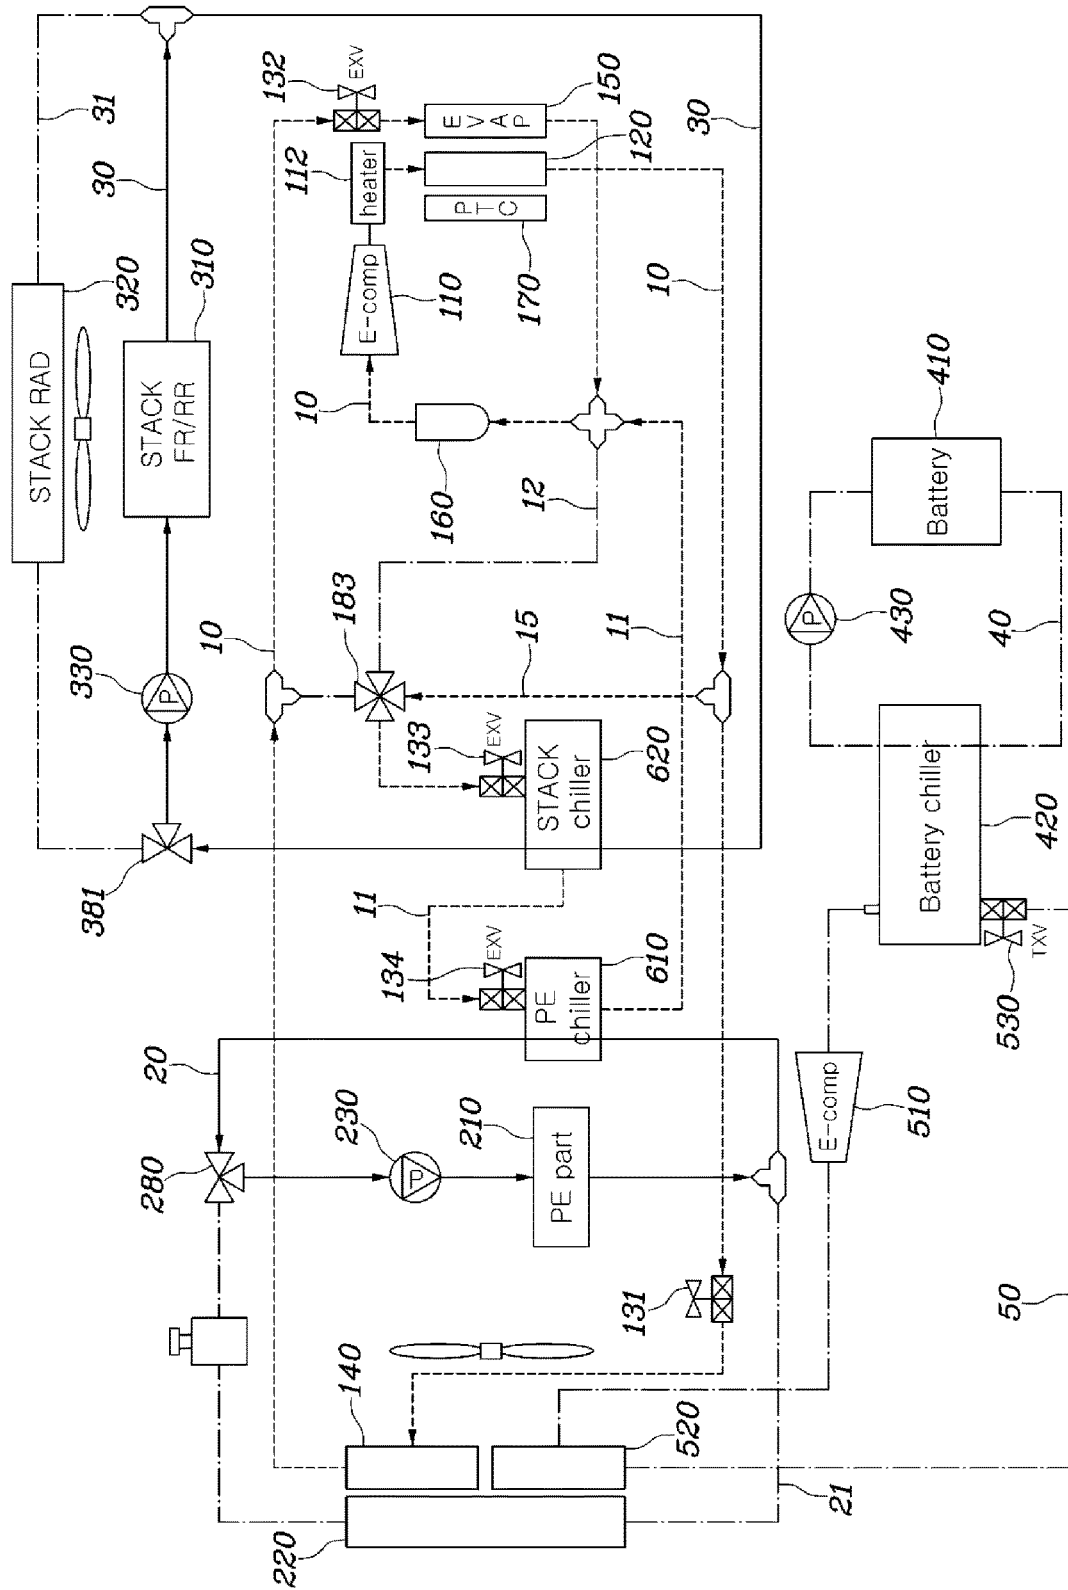 STACK RAD
320
31
30
330
P
STACK
FR/RR
310
381
280
20
10
132
EXV
112
heater
E-comp
110
10
EVAP
150
120
PTC
170
183
160
12
140
230
P
134
EXV
11
133
EXV
210
PE part
PE
chiller
610
STACK
chiller
620
15
11
10
30
220
520
131
21
E-comp
510
P
430
Battery
410
Battery chiller
420
40
530
TXV
50